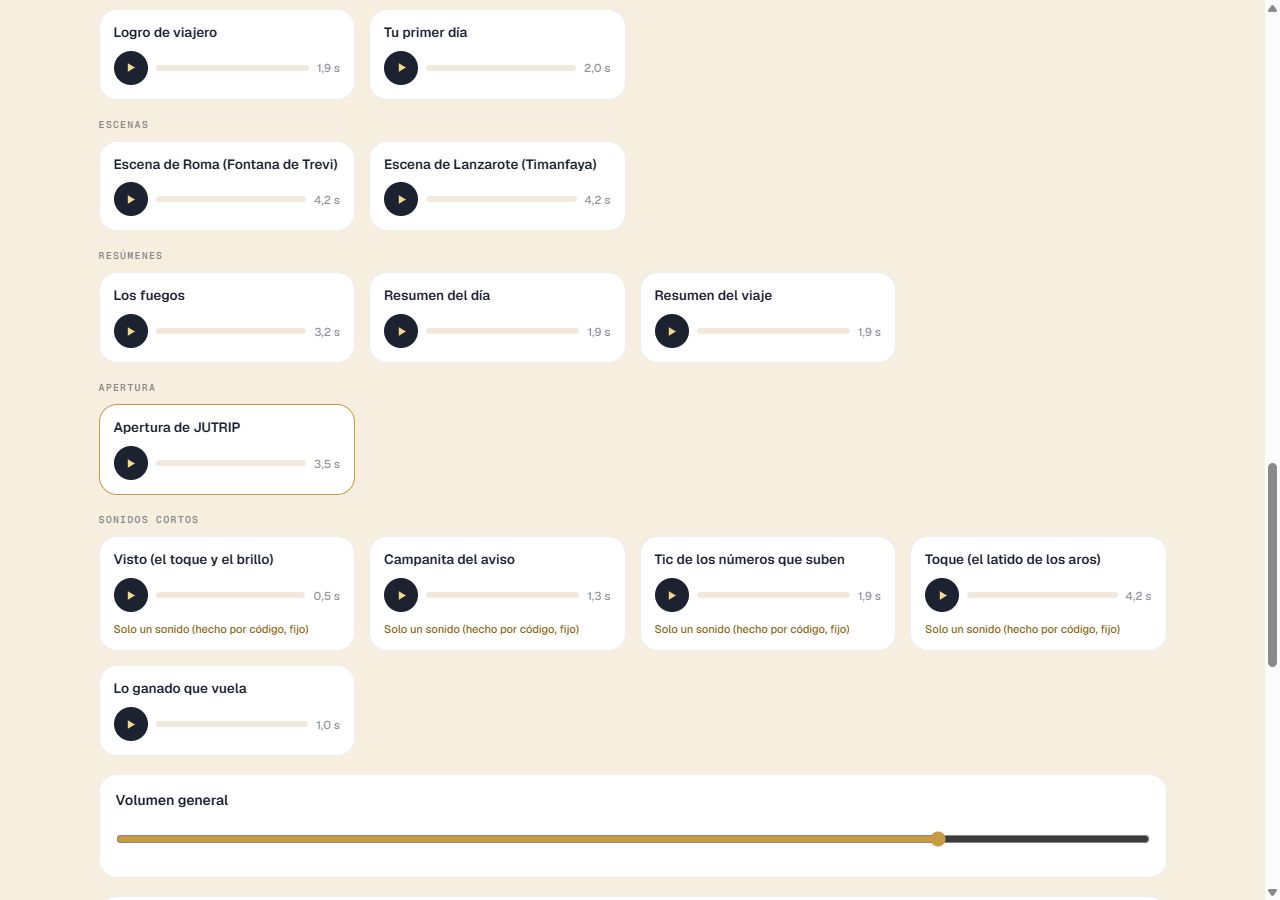 Logro de viajero
Tu primer día
1,9 s
2,0 s
ESCENAS
Escena de Roma (Fontana de Trevi)
Escena de Lanzarote (Timanfaya)
4,2 s
4,2 s
RESÚMENES
Los fuegos
Resumen del día
Resumen del viaje
3,2 s
1,9 s
1,9 s
APERTURA
Apertura de JUTRIP
3,5 s
SONIDOS CORTOS
Visto (el toque y el brillo)
Campanita del aviso
Tic de los números que suben
Toque (el latido de los aros)
0,5 s
1,3 s
1,9 s
4,2 s
Solo un sonido (hecho por código, fijo)
Solo un sonido (hecho por código, fijo)
Solo un sonido (hecho por código, fijo)
Solo un sonido (hecho por código, fijo)
Lo ganado que vuela
1,0 s
Volumen general